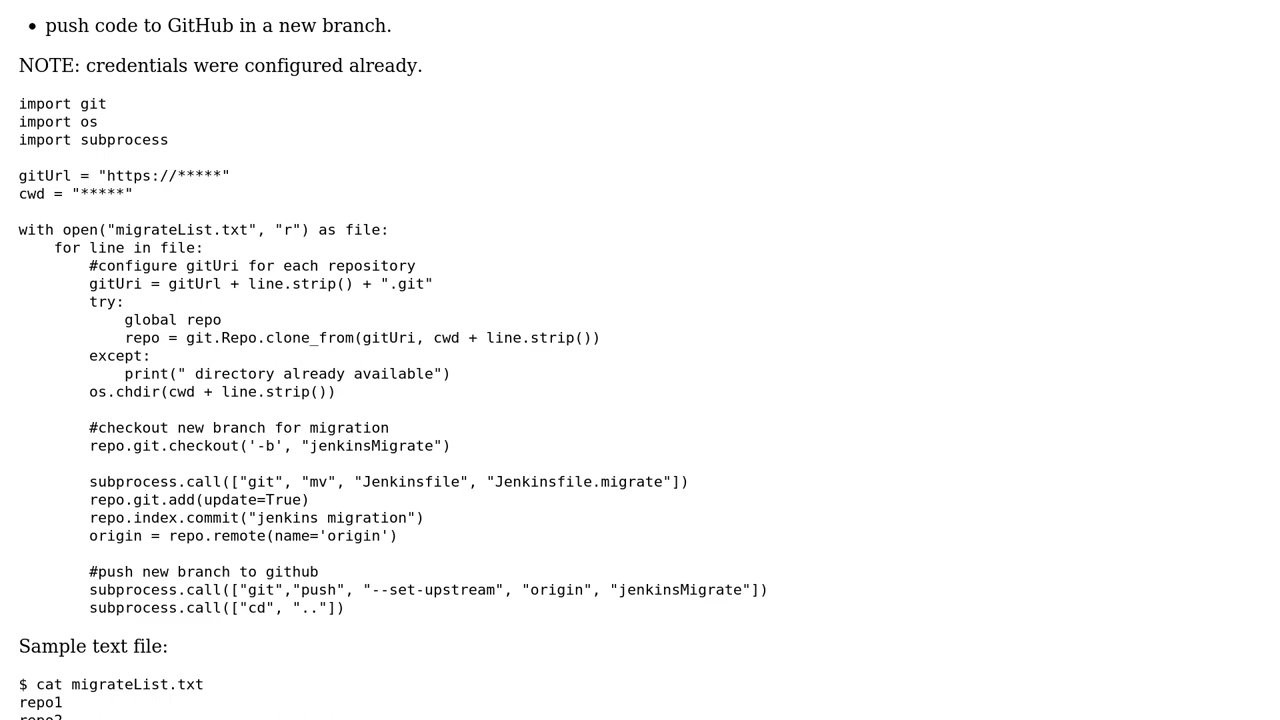 • push code to GitHub in a new branch.
NOTE: credentials were configured already.
import git
import os
import subprocess
gitUrl = "https://*****"
cwd = "*****"
with open("migrateList.txt", "r") as file:
    for line in file:
        #configure gitUri for each repository
        gitUri = gitUrl + line.strip() + ".git"
        try:
            global repo
            repo = git.Repo.clone_from(gitUri, cwd + line.strip())
        except:
            print(" directory already available")
        os.chdir(cwd + line.strip())
        #checkout new branch for migration
        repo.git.checkout('-b', "jenkinsMigrate")
        subprocess.call(["git", "mv", "Jenkinsfile", "Jenkinsfile.migrate"])
        repo.git.add(update=True)
        repo.index.commit("jenkins migration")
        origin = repo.remote(name='origin')
        #push new branch to github
        subprocess.call(["git","push", "--set-upstream", "origin", "jenkinsMigrate"])
        subprocess.call(["cd", ".."])
Sample text file:
$ cat migrateList.txt
repo1
repo2